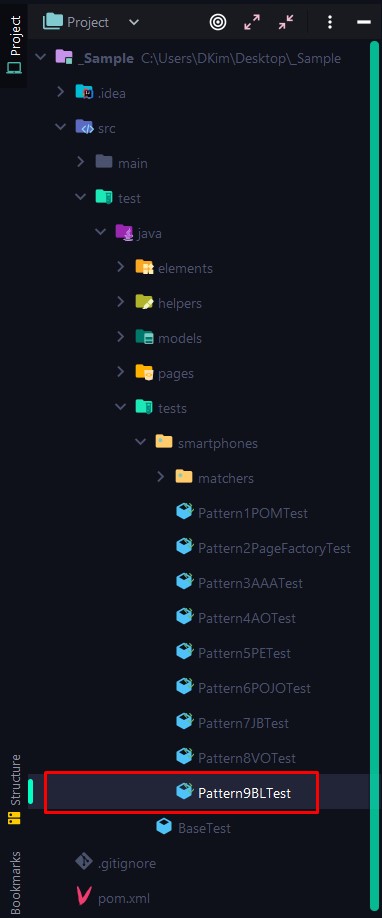 Project
Project
_Sample C:\Users\DKim\Desktop\_Sample
.idea
src
main
test
java
elements
helpers
models
pages
tests
smartphones
matchers
Pattern1POMTest
Pattern2PageFactoryTest
Pattern3AAATest
Pattern4AOTest
Pattern5PETest
Pattern6POJOTest
Pattern7JBTest
Pattern8VOTest
Pattern9BLTest
BaseTest
.gitignore
pom.xml
Structure
Bookmarks